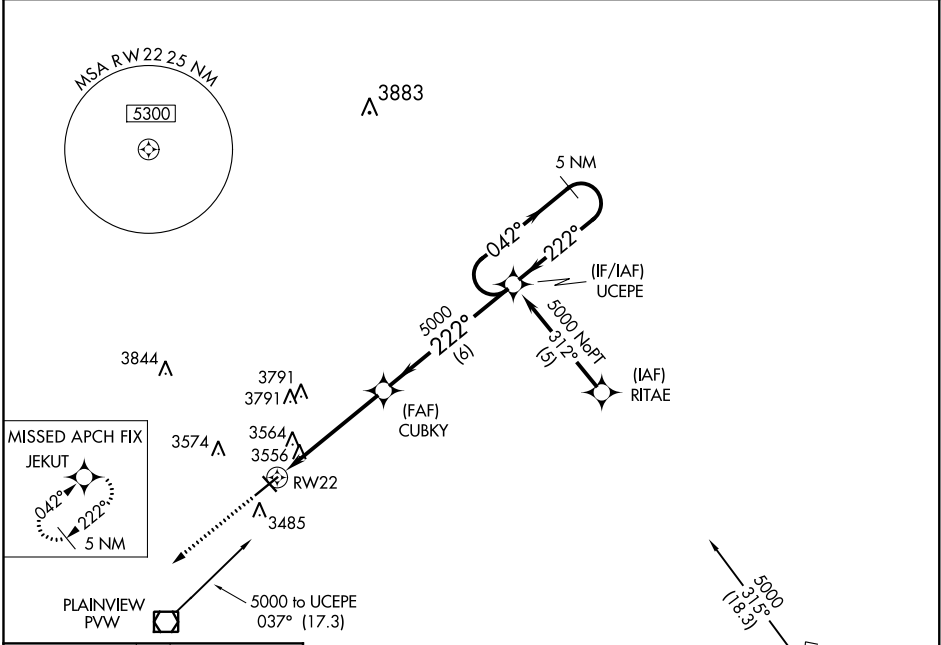 MSA RW22 25 NM
5300
3883
5 NM
042°
222°
(IF/IAF)
UCEPE
5000
222°
(6)
5000 NoPT
312°
(5)
(IAF)
RITAE
(FAF)
CUBKY
3844
3791
3791
3574
3564
3556
RW22
3485
MISSED APCH FIX
JEKUT
042°
222°
5 NM
PLAINVIEW
PVW
5000 to UCEPE
037° (17.3)
5000
315°
(18.3)